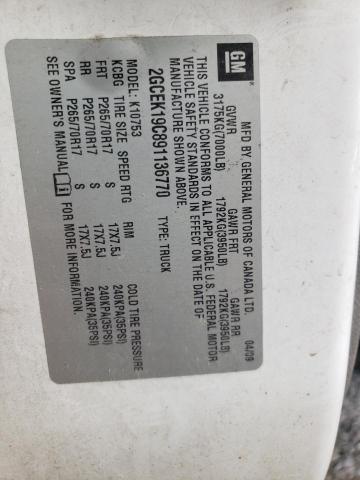 GM
MFD BY GENERAL MOTORS OF CANADA LTD. 04/09
GVWR GAWR FRT GAWR RR
3175KG(7000LB) 1792KG(3950LB) 1792KG(3950LB)
THIS VEHICLE CONFORMS TO ALL APPLICABLE U.S. FEDERAL MOTOR
VEHICLE SAFETY STANDARDS IN EFFECT ON THE DATE OF
MANUFACTURE SHOWN ABOVE.
2GCEK19C891136770 TYPE: TRUCK
MODEL: K10753
KCBG TIRE SIZE SPEED RTG RIM COLD TIRE PRESSURE
FRT P265/70R17 S 17X7.5J 240KPA(35PSI)
RR P265/70R17 S 17X7.5J 240KPA(35PSI)
SPA P265/70R17 S 17X7.5J 240KPA(35PSI)
SEE OWNER'S MANUAL FOR MORE INFORMATION.